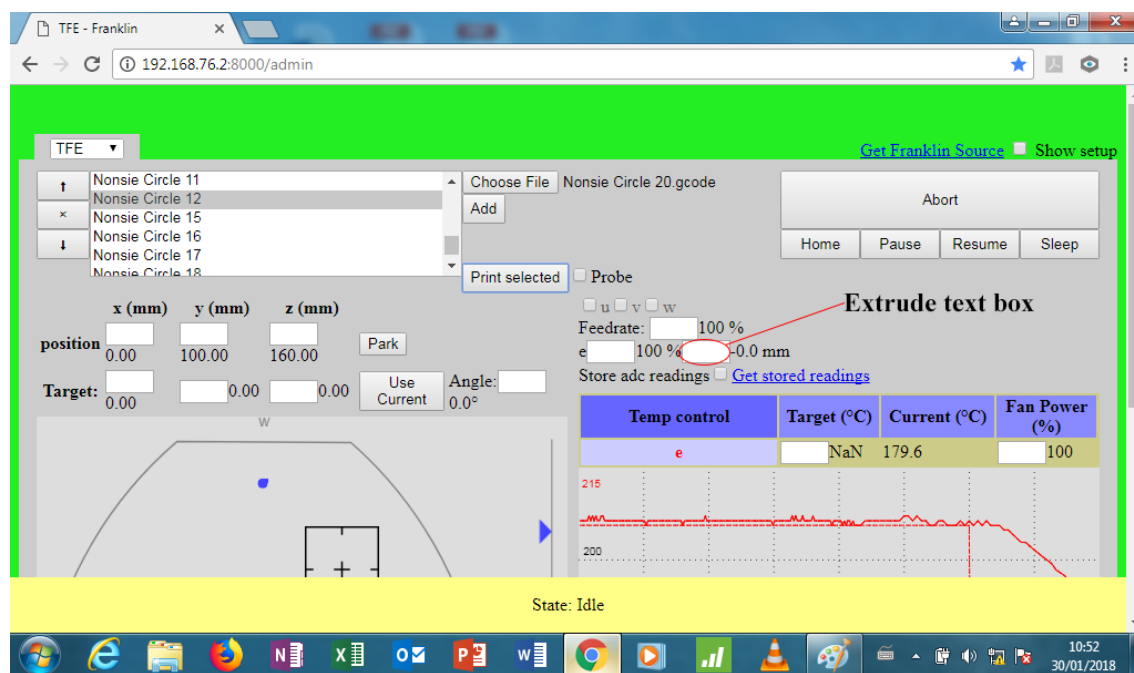 TFE - Franklin
192.168.76.2:8000/admin
TFE
Get Franklin Source Show setup
Nonsie Circle 11
Nonsie Circle 12
Nonsie Circle 15
Nonsie Circle 16
Nonsie Circle 17
Nonsie Circle 18
Choose File Nonsie Circle 20.gcode
Add
Print selected Probe
Abort
Home Pause Resume Sleep
u v w
Extrude text box
Feedrate: 100 %
e 100 % -0.0 mm
Store adc readings Get stored readings
x (mm) y (mm) z (mm)
position 0.00 100.00 160.00 Park
Target: 0.00 0.00 0.00 Use Current Angle: 0.0°
W
Temp control Target (°C) Current (°C) Fan Power (%)
e NaN 179.6 100
215
200
State: Idle
10:52
30/01/2018